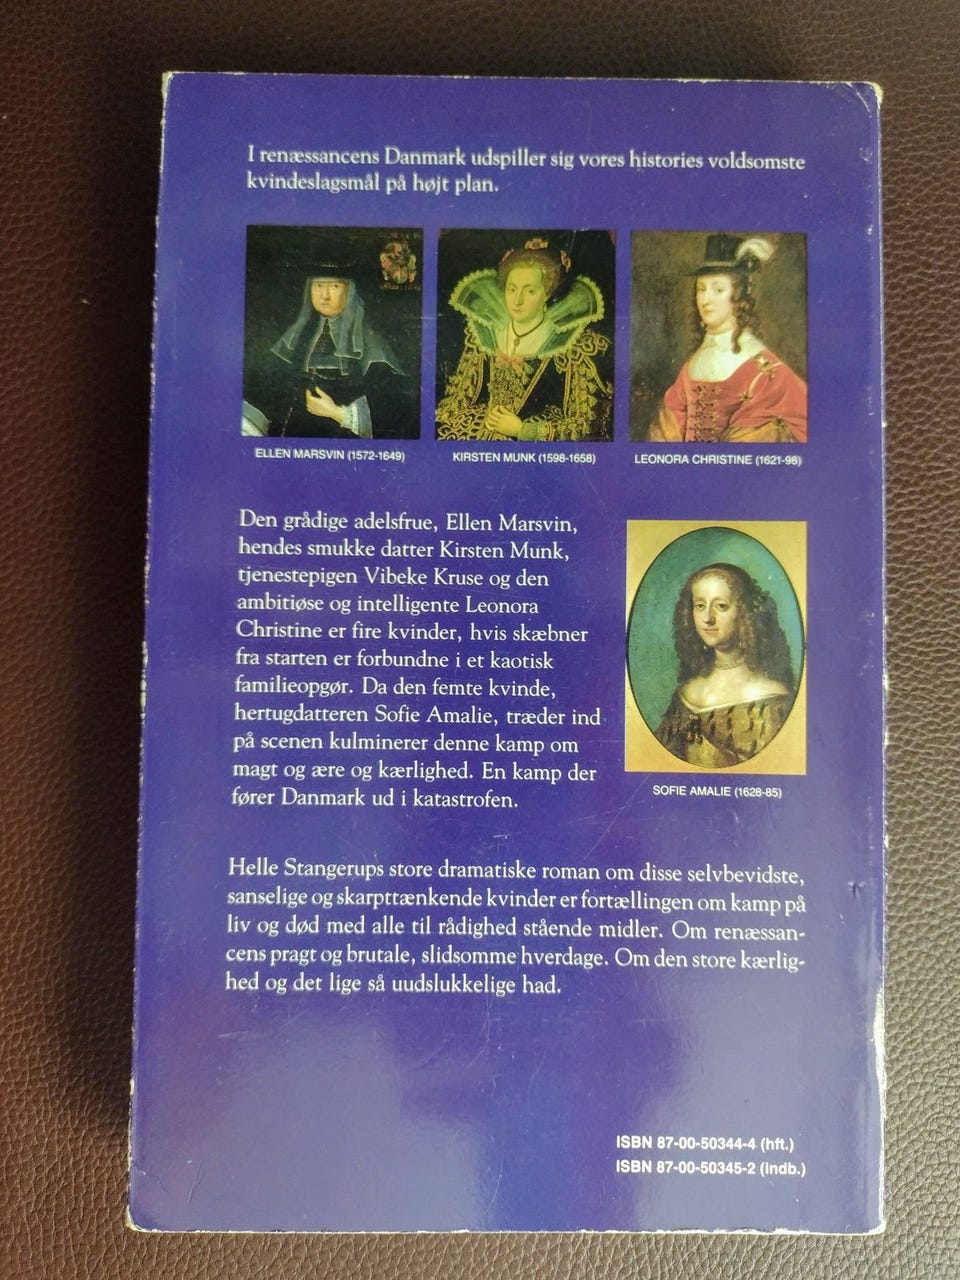 I renæssancens Danmark udspiller sig vores histories voldsomste
kvindeslagsmål på højt plan.
ELLEN MARSVIN (1572-1649)
KIRSTEN MUNK (1598-1658)
LEONORA CHRISTINE (1621-98)
Den grådige adelsfrue, Ellen Marsvin,
hendes smukke datter Kirsten Munk,
tjenestepigen Vibeke Kruse og den
ambitiøse og intelligente Leonora
Christine er fire kvinder, hvis skæbner
fra starten er forbundne i et kaotisk
familieopgør. Da den femte kvinde,
hertugdatteren Sofie Amalie, træder ind
på scenen kulminerer denne kamp om
magt og ære og kærlighed. En kamp der
fører Danmark ud i katastrofen.
SOFIE AMALIE (1628-85)
Helle Stangerups store dramatiske roman om disse selvbevidste,
sanselige og skarpttænkende kvinder er fortællingen om kamp på
liv og død med alle til rådighed stående midler. Om renæssan-
cens pragt og brutale, slidsomme hverdage. Om den store kærlig-
hed og det lige så uudslukkelige had.
ISBN 87-00-50344-4 (hft.)
ISBN 87-00-50345-2 (indb.)